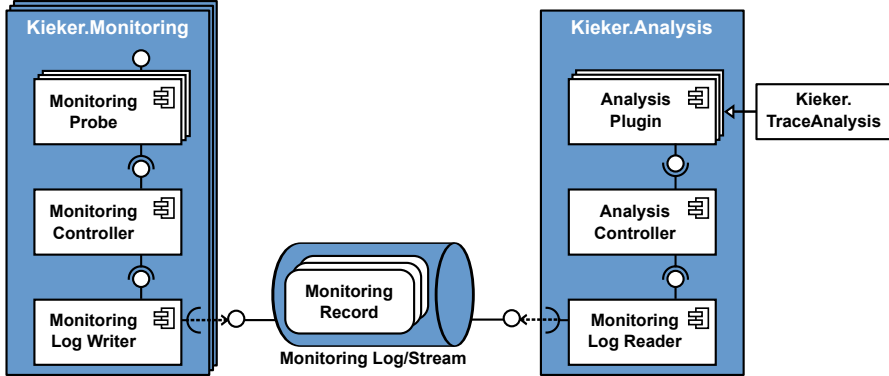 Kieker.Monitoring
Monitoring
Probe
Monitoring
Controller
Monitoring
Log Writer
Monitoring
Record
Monitoring Log/Stream
Kieker.Analysis
Analysis
Plugin
Analysis
Controller
Monitoring
Log Reader
Kieker.
TraceAnalysis